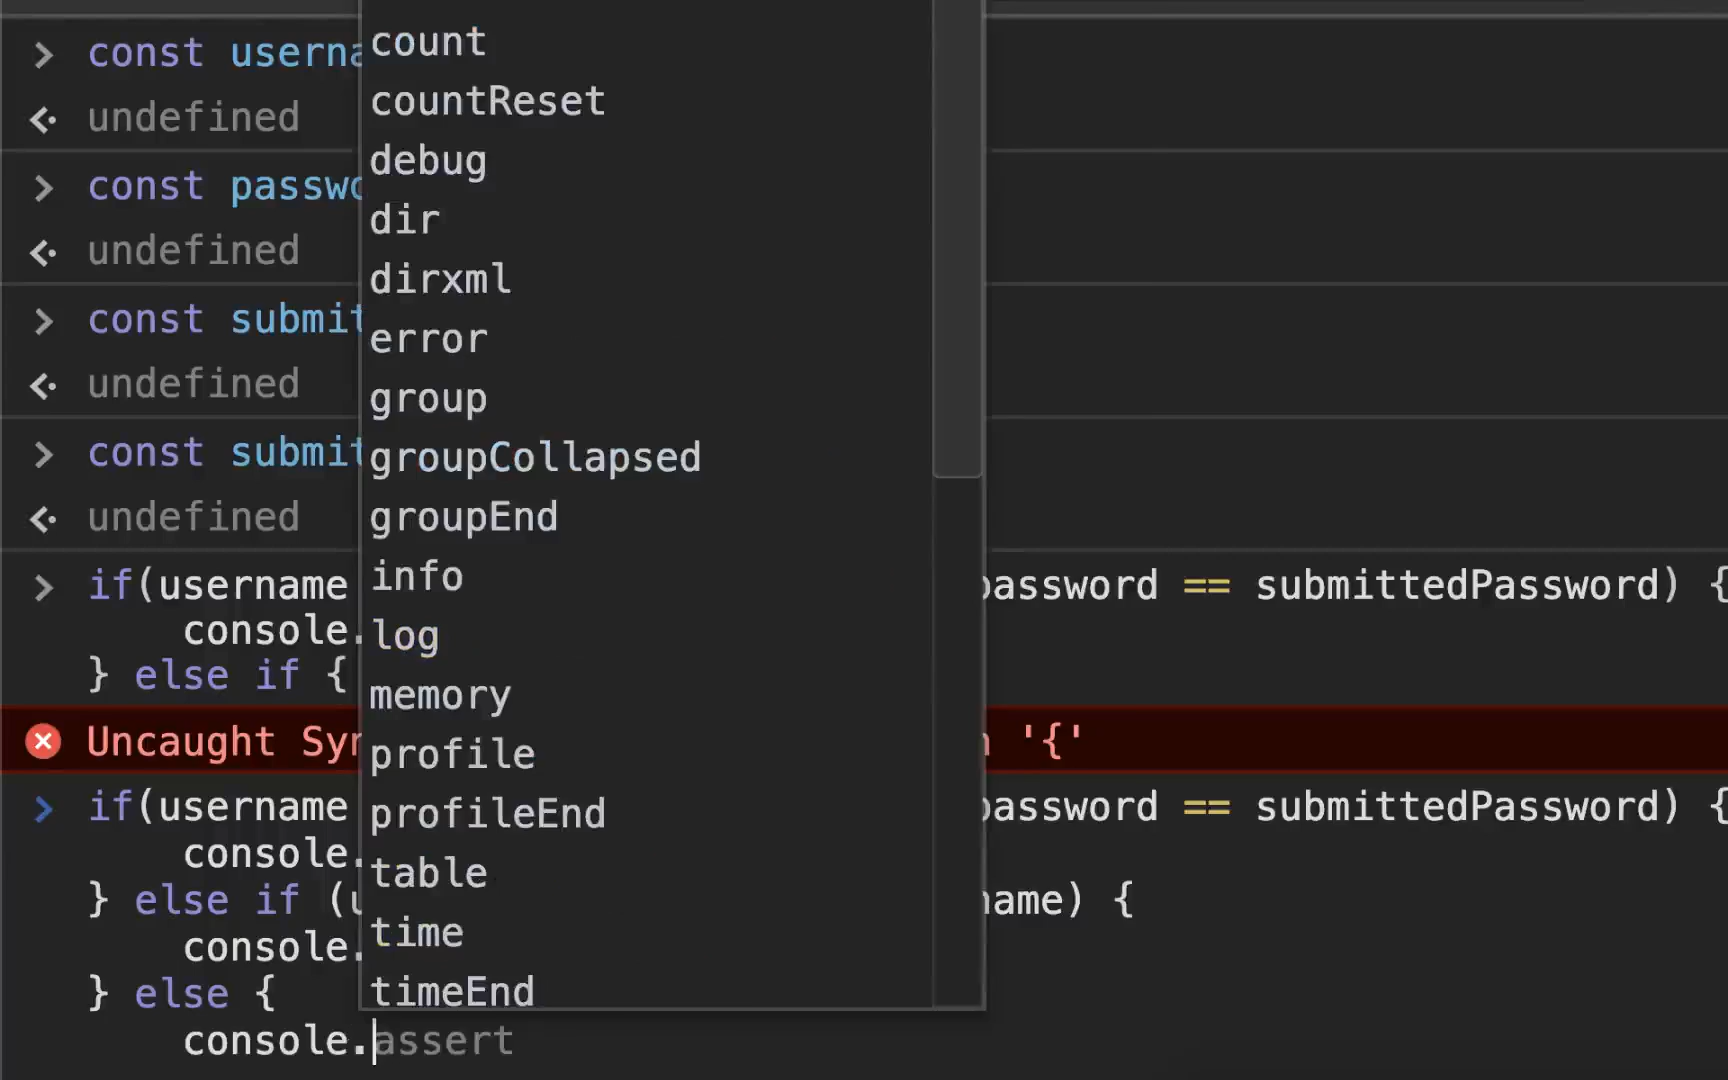 const userna
undefined
const passwo
undefined
const submit
undefined
const submit
undefined
if(username password == submittedPassword) {
console.
} else if {
Uncaught Syn '{'
if(username password == submittedPassword) {
console.
} else if (u name) {
console.
} else {
console.assert
count
countReset
debug
dir
dirxml
error
group
groupCollapsed
groupEnd
info
log
memory
profile
profileEnd
table
time
timeEnd